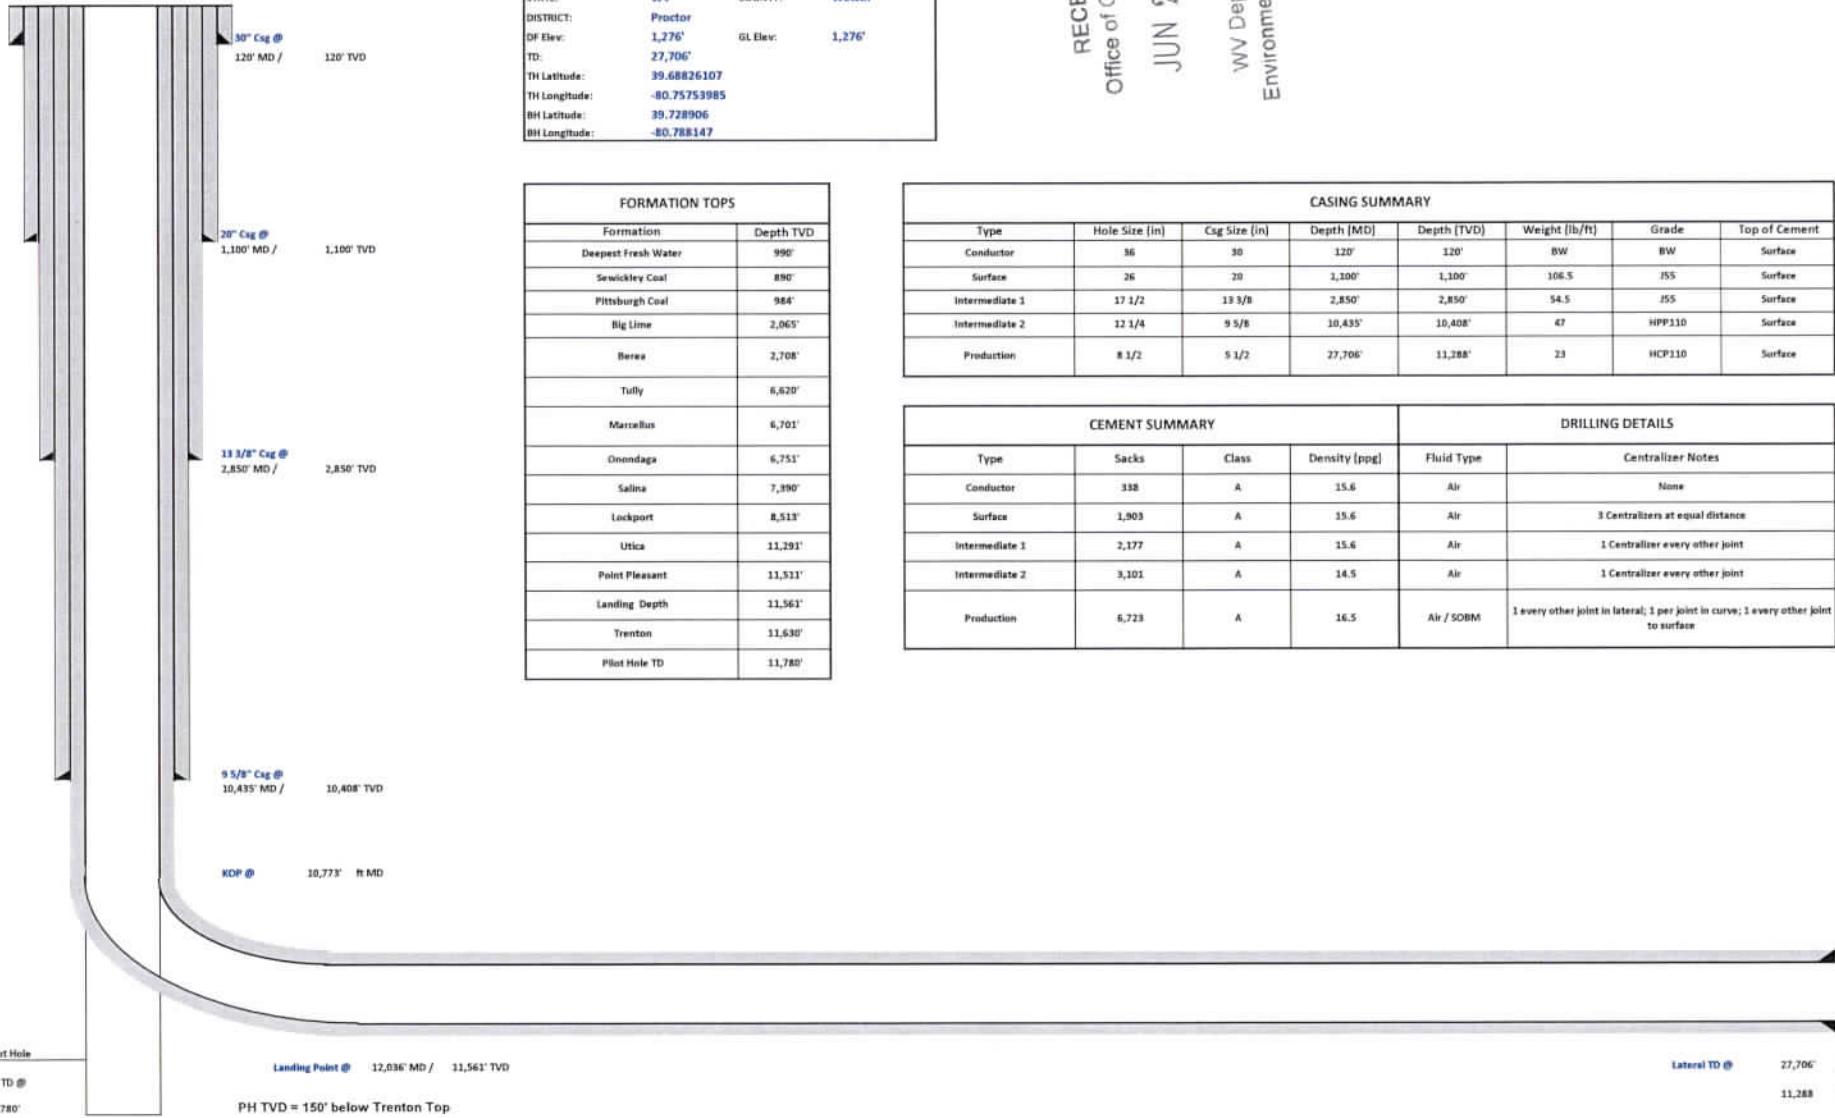 DISTRICT: Proctor
DF Elev: 1,276' GL Elev: 1,276'
TD: 27,706'
TH Latitude: 39.68826107
TH Longitude: -80.75753985
BH Latitude: 39.728906
BH Longitude: -80.788147
RECE
Office of
JUN
WV Dep
Environme
30" Csg @
120' MD / 120' TVD
20" Csg @
1,100' MD / 1,100' TVD
13 3/8" Csg @
2,850' MD / 2,850' TVD
9 5/8" Csg @
10,435' MD / 10,408' TVD
KOP @ 10,773' ft MD
FORMATION TOPS
Formation Depth TVD
Deepest Fresh Water 990'
Sewickley Coal 890'
Pittsburgh Coal 984'
Big Lime 2,065'
Berea 2,708'
Tully 6,620'
Marcellus 6,701'
Onondaga 6,751'
Salina 7,390'
Lockport 8,513'
Utica 11,291'
Point Pleasant 11,511'
Landing Depth 11,561'
Trenton 11,630'
Pilot Hole TD 11,780'
CASING SUMMARY
Type Hole Size (in) Csg Size (in) Depth (MD) Depth (TVD) Weight (lb/ft) Grade Top of Cement
Conductor 36 30 120' 120' BW BW Surface
Surface 26 20 1,100' 1,100' 106.5 J55 Surface
Intermediate 1 17 1/2 13 3/8 2,850' 2,850' 54.5 J55 Surface
Intermediate 2 12 1/4 9 5/8 10,435' 10,408' 47 HPP110 Surface
Production 8 1/2 5 1/2 27,706' 11,288' 23 HCP110 Surface
CEMENT SUMMARY DRILLING DETAILS
Type Sacks Class Density (ppg) Fluid Type Centralizer Notes
Conductor 338 A 15.6 Air None
Surface 1,903 A 15.6 Air 3 Centralizers at equal distance
Intermediate 1 2,177 A 15.6 Air 1 Centralizer every other joint
Intermediate 2 3,101 A 14.5 Air 1 Centralizer every other joint
Production 6,723 A 16.5 Air / SOBM 1 every other joint in lateral; 1 per joint in curve; 1 every other joint
to surface
ot Hole
TD @
780'
Landing Point @ 12,036' MD / 11,561' TVD
PH TVD = 150' below Trenton Top
Lateral TD @ 27,706'
11,288